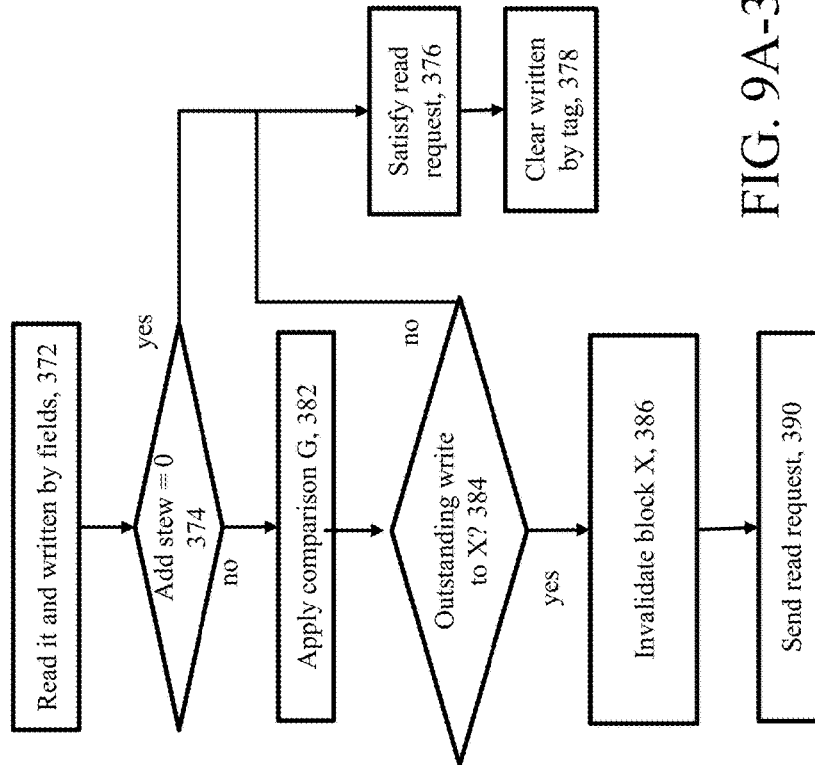 Read it and written by fields, 372
Add stew = 0
374
yes
no
Apply comparison G, 382
Outstanding write
to X? 384
no
yes
Invalidate block X, 386
Send read request, 390
Satisfy read
request, 376
Clear written
by tag, 378
FIG. 9A-3